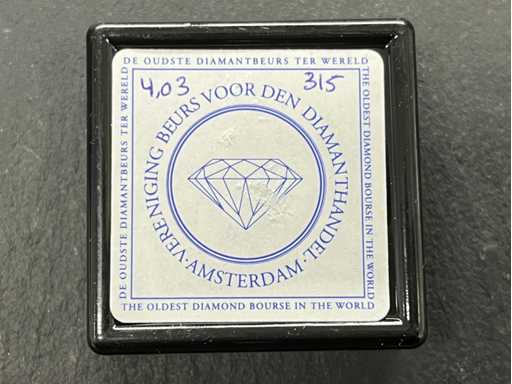 DE OUDSTE DIAMANTBEURS TER WERELD
4,03 315
VERENIGING BEURS VOOR DEN DIAMANTHANDEL
· AMSTERDAM ·
DE OUDSTE DIAMANTBEURS TER WERELD
THE OLDEST DIAMOND BOURSE IN THE WORLD
THE OLDEST DIAMOND BOURSE IN THE WORLD